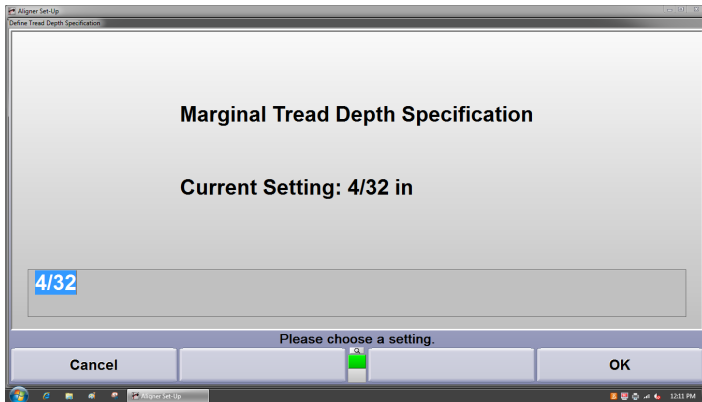 Aligner Set-Up
Define Tread Depth Specification
Marginal Tread Depth Specification
Current Setting: 4/32 in
4/32
Please choose a setting.
Cancel
OK
Aligner Set-Up
12:11 PM